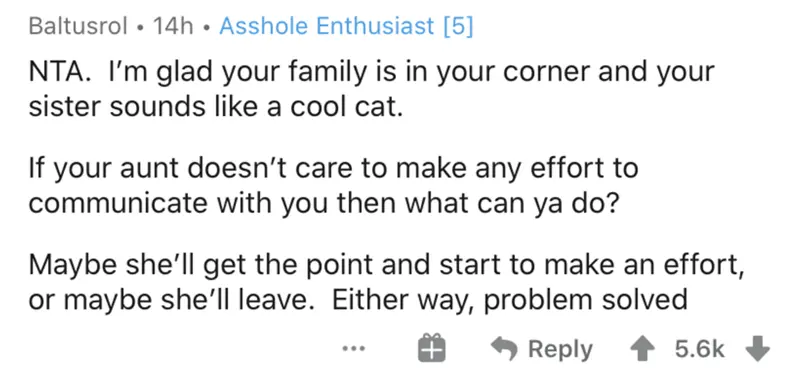 Baltusrol • 14h • Asshole Enthusiast [5]
NTA.  I'm glad your family is in your corner and your
sister sounds like a cool cat.
If your aunt doesn't care to make any effort to
communicate with you then what can ya do?
Maybe she'll get the point and start to make an effort,
or maybe she'll leave.  Either way, problem solved
Reply 5.6k